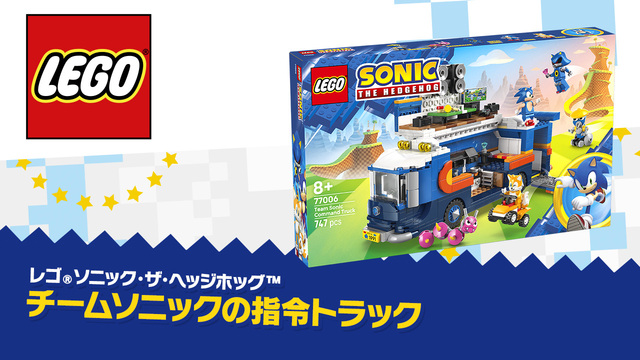 LEGO®
LEGO
SONIC
THE HEDGEHOG
8+
77006
Team Sonic
Command Truck
747 pcs
レゴ®ソニック・ザ・ヘッジホッグ™
チームソニックの指令トラック